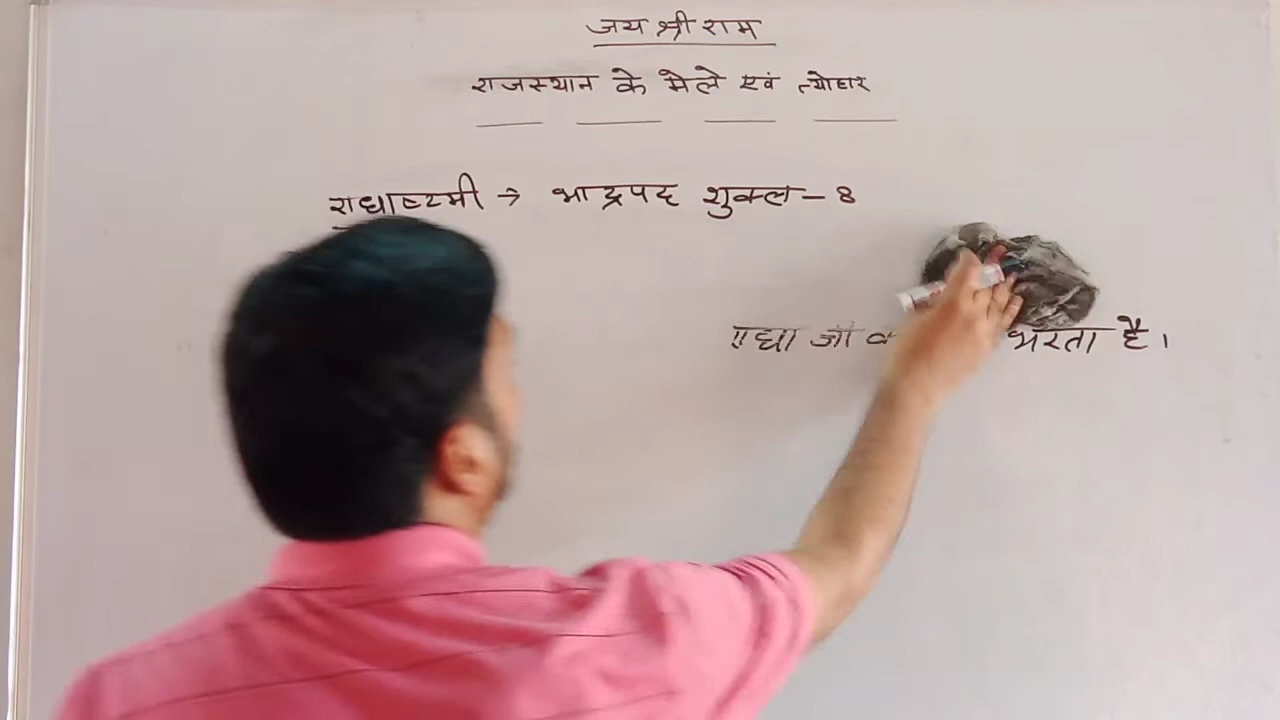 जय श्री राम
राजस्थान के मेले एवं त्योहार
राधाष्टमी → भाद्रपद शुक्ल - 8
राधा जी भरता है।